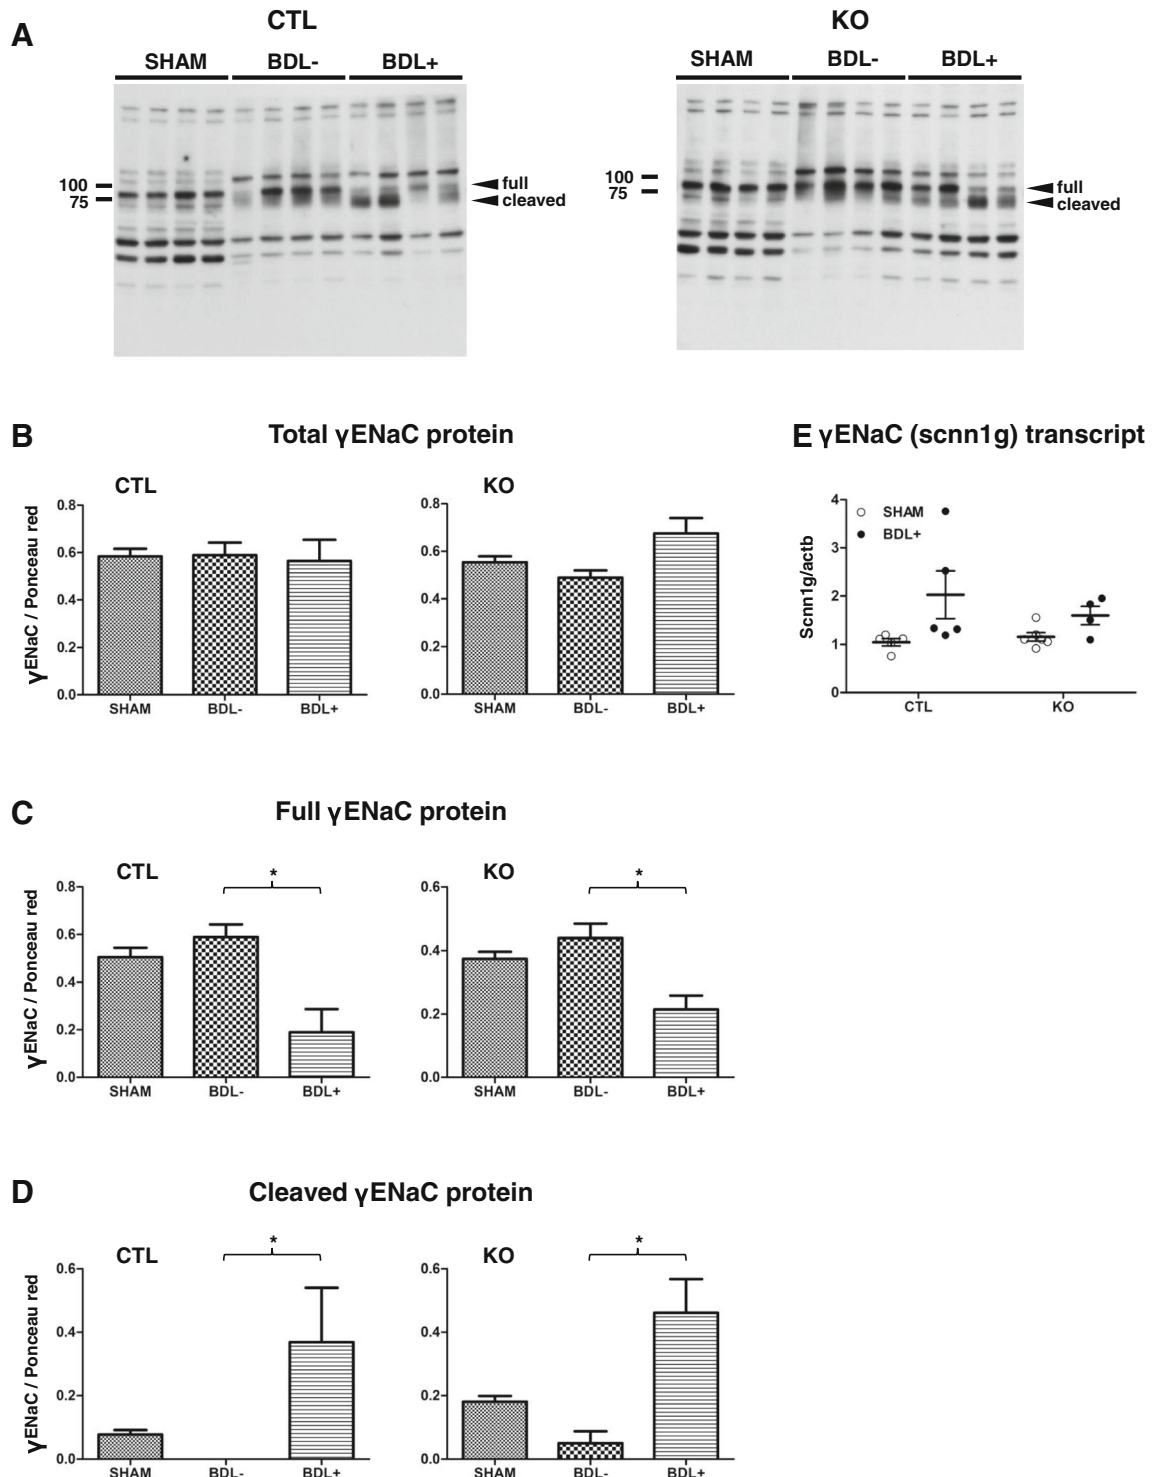 A
CTL
KO
SHAM BDL- BDL+
SHAM BDL- BDL+
100
75
full
cleaved
100
75
full
cleaved
B
Total γENaC protein
E γENaC (scnn1g) transcript
CTL
KO
γENaC / Ponceau red
0.8
0.6
0.4
0.2
0.0
SHAM BDL- BDL+
0.8
0.6
0.4
0.2
0.0
SHAM BDL- BDL+
Scnn1g/actb
4
3
2
1
0
SHAM
BDL+
CTL KO
C
Full γENaC protein
CTL
KO
γENaC / Ponceau red
0.8
0.6
0.4
0.2
0.0
*
SHAM BDL- BDL+
0.6
0.4
0.2
0.0
*
SHAM BDL- BDL+
D
Cleaved γENaC protein
CTL
KO
γENaC / Ponceau red
0.6
0.4
0.2
0.0
*
SHAM BDL- BDL+
0.6
0.4
0.2
0.0
*
SHAM BDL- BDL+